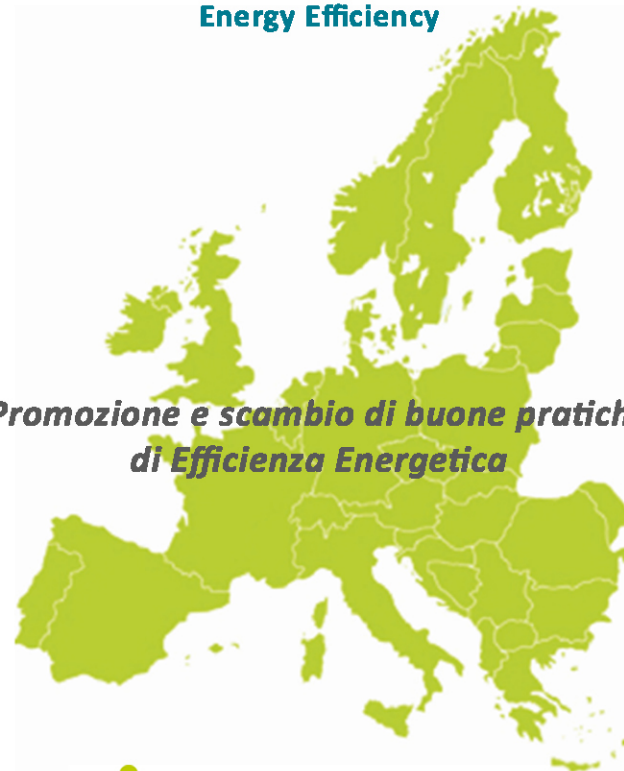 Energy Efficiency
Promozione e scambio di buone pratich
di Efficienza Energetica